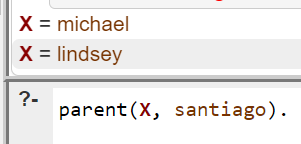 X = michael
X = lindsey
?- parent(X, santiago).